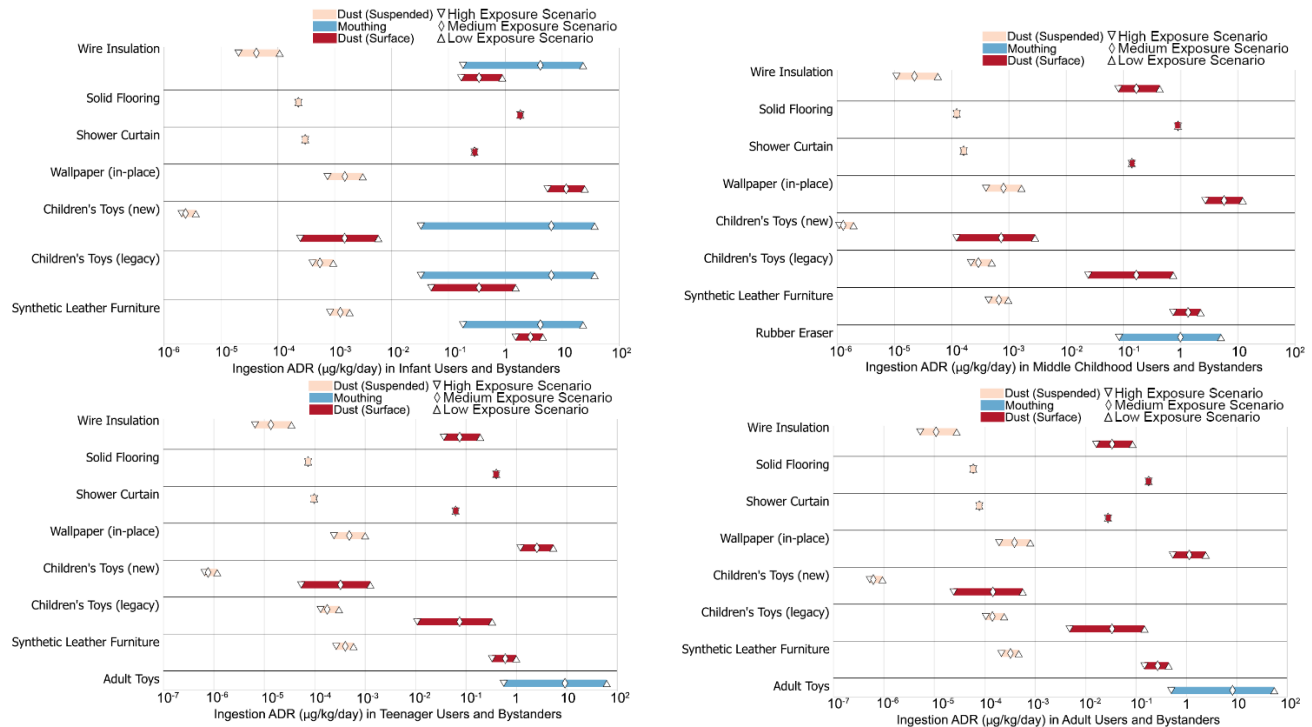 Dust (Suspended) ▽ High Exposure Scenario
Mouthing ◇ Medium Exposure Scenario
Dust (Surface) △ Low Exposure Scenario
Wire Insulation
Solid Flooring
Shower Curtain
Wallpaper (in-place)
Children's Toys (new)
Children's Toys (legacy)
Synthetic Leather Furniture
10⁻⁶ 10⁻⁵ 10⁻⁴ 10⁻³ 10⁻² 10⁻¹ 1 10 10²
Ingestion ADR (µg/kg/day) in Infant Users and Bystanders
Dust (Suspended) ▽ High Exposure Scenario
Mouthing ◇ Medium Exposure Scenario
Dust (Surface) △ Low Exposure Scenario
Wire Insulation
Solid Flooring
Shower Curtain
Wallpaper (in-place)
Children's Toys (new)
Children's Toys (legacy)
Synthetic Leather Furniture
Rubber Eraser
10⁻⁶ 10⁻⁵ 10⁻⁴ 10⁻³ 10⁻² 10⁻¹ 1 10 10²
Ingestion ADR (µg/kg/day) in Middle Childhood Users and Bystanders
Dust (Suspended) ▽ High Exposure Scenario
Mouthing ◇ Medium Exposure Scenario
Dust (Surface) △ Low Exposure Scenario
Wire Insulation
Solid Flooring
Shower Curtain
Wallpaper (in-place)
Children's Toys (new)
Children's Toys (legacy)
Synthetic Leather Furniture
Adult Toys
10⁻⁷ 10⁻⁶ 10⁻⁵ 10⁻⁴ 10⁻³ 10⁻² 10⁻¹ 1 10 10²
Ingestion ADR (µg/kg/day) in Teenager Users and Bystanders
Dust (Suspended) ▽ High Exposure Scenario
Mouthing ◇ Medium Exposure Scenario
Dust (Surface) △ Low Exposure Scenario
Wire Insulation
Solid Flooring
Shower Curtain
Wallpaper (in-place)
Children's Toys (new)
Children's Toys (legacy)
Synthetic Leather Furniture
Adult Toys
10⁻⁷ 10⁻⁶ 10⁻⁵ 10⁻⁴ 10⁻³ 10⁻² 10⁻¹ 1 10 10²
Ingestion ADR (µg/kg/day) in Adult Users and Bystanders